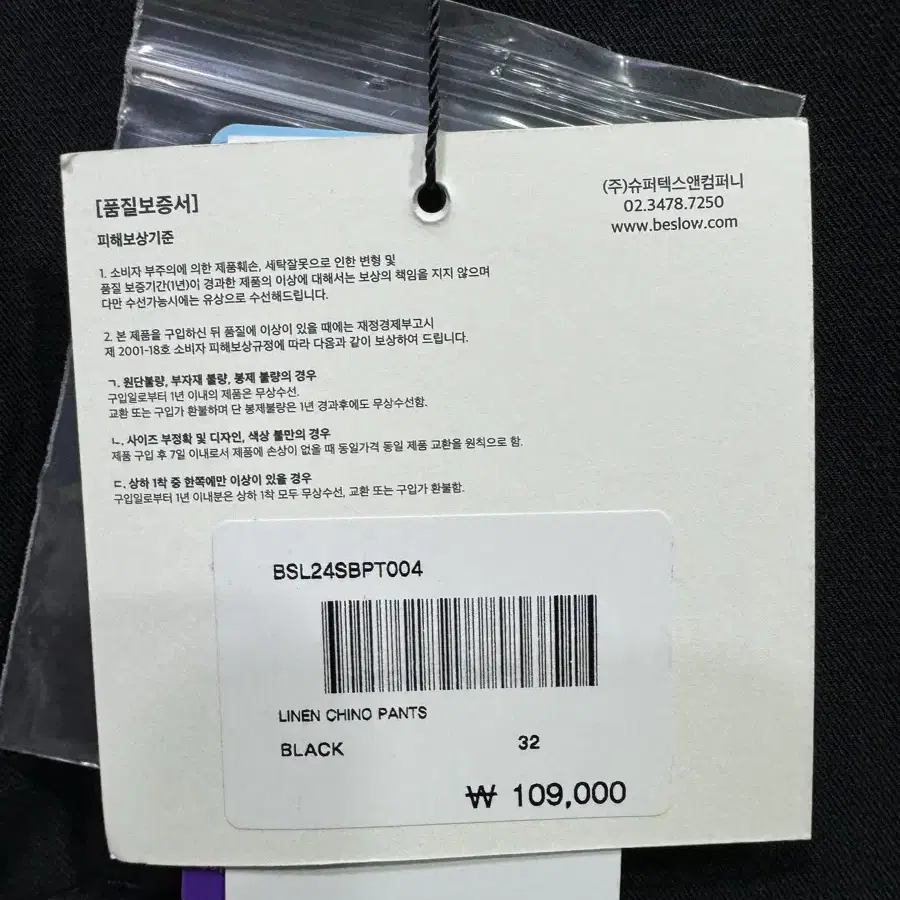 [품질보증서]
(주)슈퍼텍스앤컴퍼니
02.3478.7250
www.beslow.com
피해보상기준
1. 소비자 부주의에 의한 제품훼손, 세탁잘못으로 인한 변형 및
품질 보증기간(1년)이 경과한 제품의 이상에 대해서는 보상의 책임을 지지 않으며
다만 수선가능시에는 유상으로 수선해드립니다.
2. 본 제품을 구입하신 뒤 품질에 이상이 있을 때에는 재정경제부고시
제 2001-18호 소비자 피해보상규정에 따라 다음과 같이 보상하여 드립니다.
ㄱ. 원단불량, 부자재 불량, 봉제 불량의 경우
구입일로부터 1년 이내의 제품은 무상수선.
교환 또는 구입가 환불하며 단 봉제불량은 1년 경과후에도 무상수선함.
ㄴ. 사이즈 부정확 및 디자인, 색상 불만의 경우
제품 구입 후 7일 이내로서 제품에 손상이 없을 때 동일가격 동일 제품 교환을 원칙으로 함.
ㄷ. 상하 1착 중 한쪽에만 이상이 있을 경우
구입일로부터 1년 이내분은 상하 1착 모두 무상수선, 교환 또는 구입가 환불함.
BSL24SBPT004
LINEN CHINO PANTS
BLACK 32
₩ 109,000